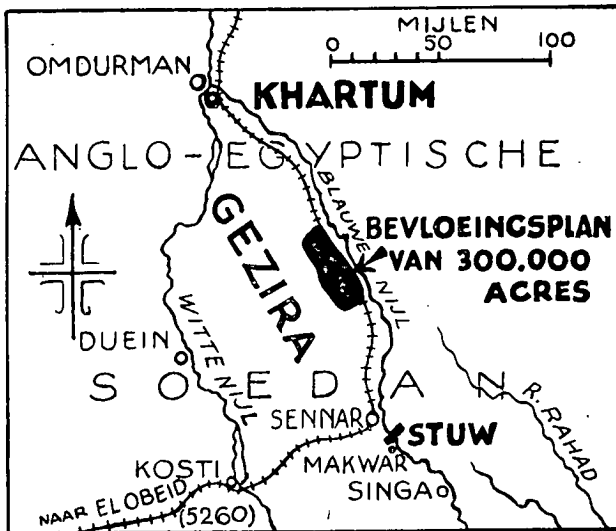 MIJLEN
0 50 100
OMDURMAN
KHARTUM
ANGLO-EGYPTISCHE
BLAUWE NIJL
GEZIRA
BEVLOEIINGSPLAN
VAN 300.000
ACRES
WITTE NIJL
DUEIN
SOEDAN
R. RAHAD
SENNAR
STUW
MAKWAR
KOSTI
SINGA
NAAR EL OBEID
(5260)